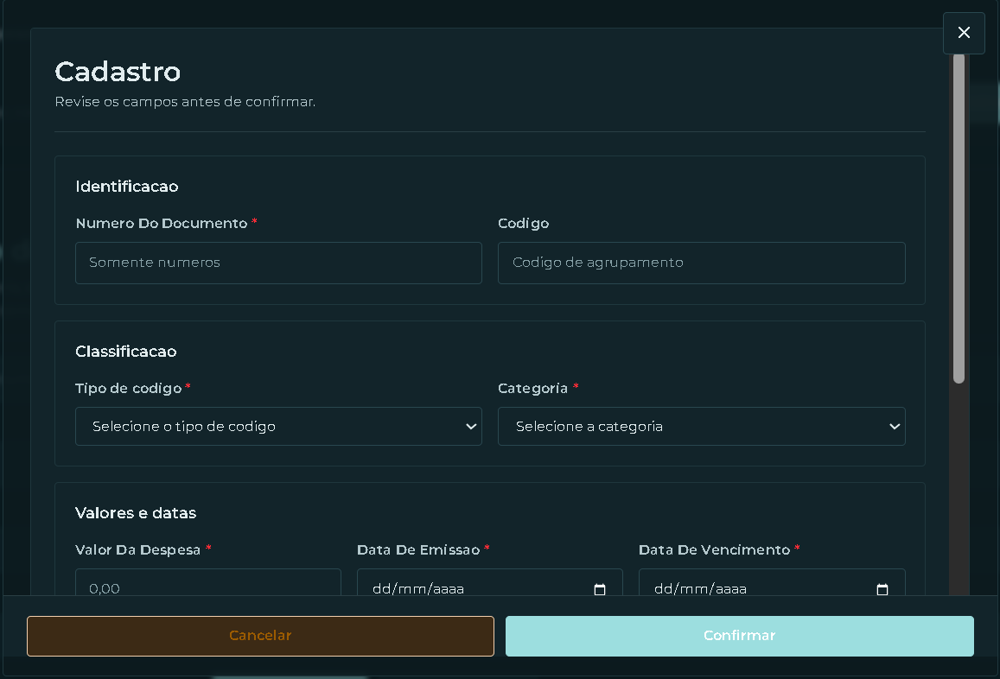 Cadastro
Revise os campos antes de confirmar.
Identificacao
Numero Do Documento * Codigo
Somente numeros Codigo de agrupamento
Classificacao
Tipo de codigo * Categoria *
Selecione o tipo de codigo Selecione a categoria
Valores e datas
Valor Da Despesa * Data De Emissao * Data De Vencimento *
0,00 dd/mm/aaaa dd/mm/aaaa
Cancelar Confirmar